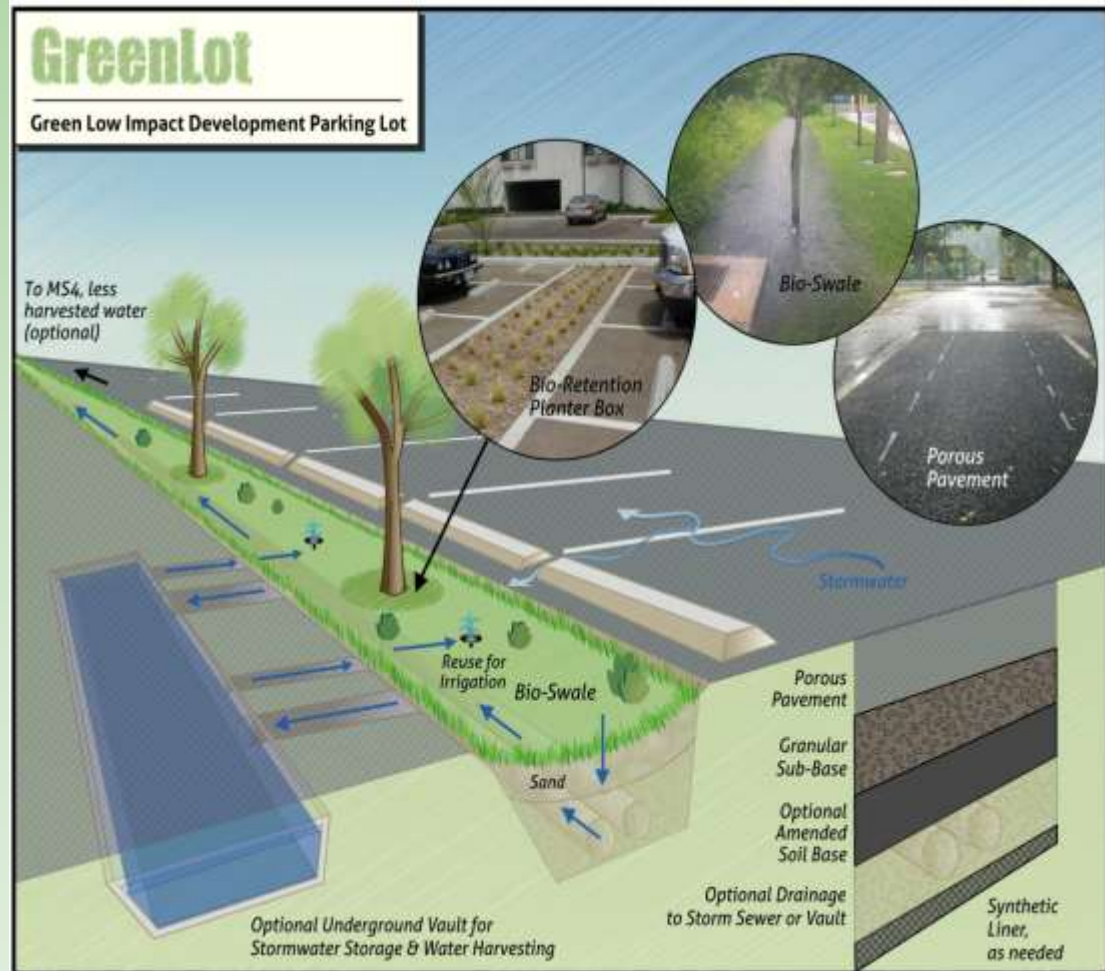 GreenLot
Green Low Impact Development Parking Lot
To MS4, less
harvested water
(optional)
Bio-Swale
Bio-Retention
Planter Box
Porous
Pavement
Stormwater
Reuse for
Irrigation
Bio-Swale
Sand
Porous
Pavement
Granular
Sub-Base
Optional
Amended
Soil Base
Optional Drainage
to Storm Sewer or Vault
Synthetic
Liner,
as needed
Optional Underground Vault for
Stormwater Storage & Water Harvesting